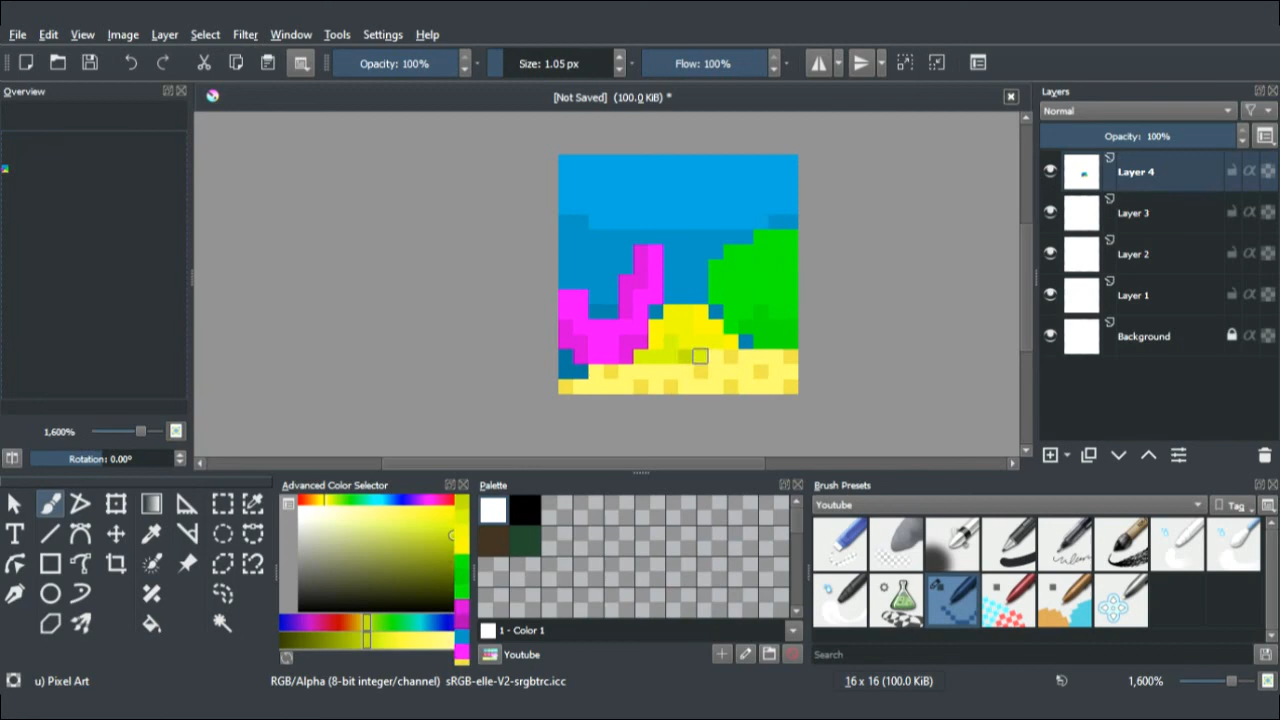 File Edit View Image Layer Select Filter Window Tools Settings Help
Opacity: 100% Size: 1.05 px Flow: 100%
Overview
[Not Saved] (100.0 KiB) *
Layers
Normal
Opacity: 100%
Layer 4
Layer 3
Layer 2
Layer 1
Background
1,600%
Rotation: 0.00°
Advanced Color Selector
Palette
Brush Presets
Youtube
Tag
1 - Color 1
Youtube
Search
u) Pixel Art
RGB/Alpha (8-bit integer/channel) sRGB-elle-V2-srgbtrc.icc
16 x 16 (100.0 KiB)
1,600%